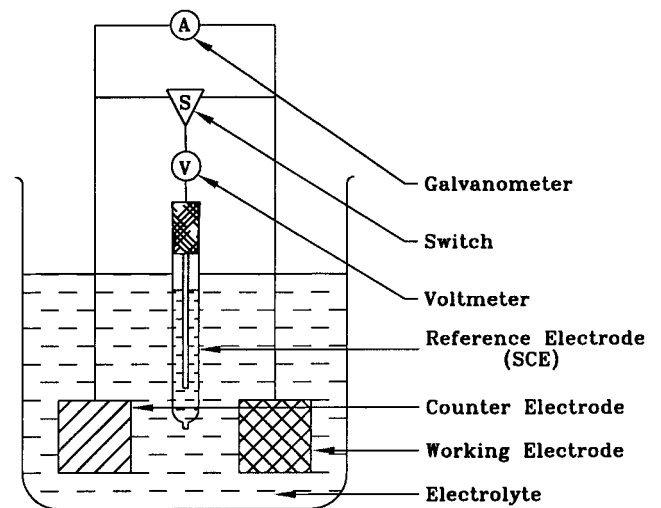 A
S
V
Galvanometer
Switch
Voltmeter
Reference Electrode
(SCE)
Counter Electrode
Working Electrode
Electrolyte